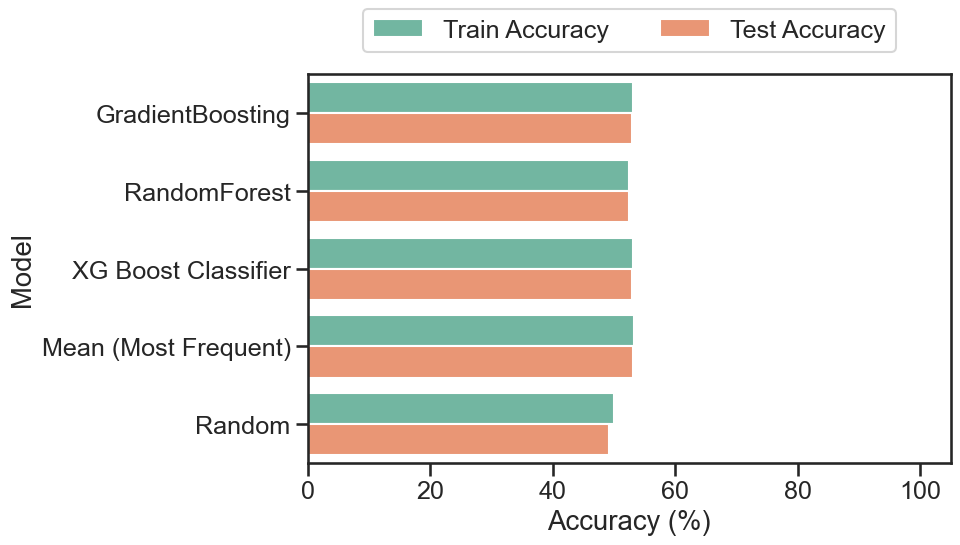 Train Accuracy Test Accuracy
GradientBoosting
RandomForest
XG Boost Classifier
Mean (Most Frequent)
Random
Model
0 20 40 60 80 100
Accuracy (%)